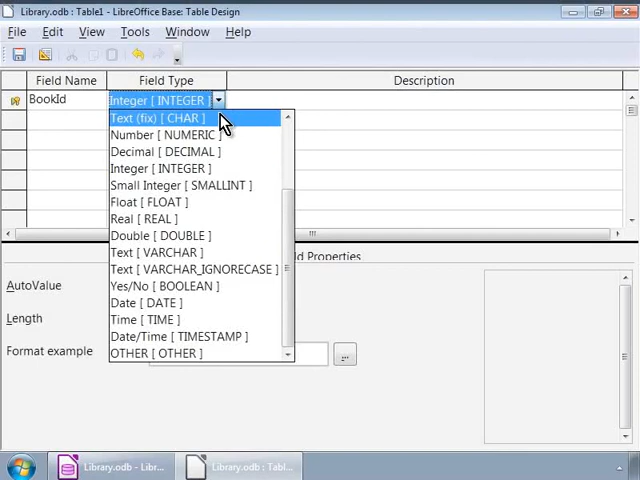 Library.odb : Table1 - LibreOffice Base: Table Design
File Edit View Tools Window Help
Field Name Field Type Description
BookId Integer [ INTEGER ]
Text (fix) [ CHAR ]
Number [ NUMERIC ]
Decimal [ DECIMAL ]
Integer [ INTEGER ]
Small Integer [ SMALLINT ]
Float [ FLOAT ]
Real [ REAL ]
Double [ DOUBLE ]
Text [ VARCHAR ]
Text [ VARCHAR_IGNORECASE ]
Yes/No [ BOOLEAN ]
Date [ DATE ]
Time [ TIME ]
Date/Time [ TIMESTAMP ]
OTHER [ OTHER ]
ld Properties
AutoValue
Length
Format example
...
Library.odb - Libr... Library.odb : Table...